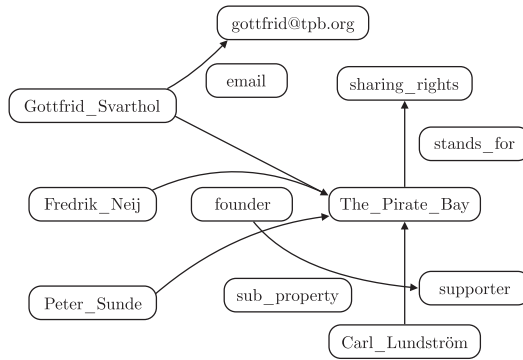 gottfrid@tpb.org
email
sharing_rights
Gottfrid_Svarthol
stands_for
Fredrik_Neij
founder
The_Pirate_Bay
Peter_Sunde
sub_property
supporter
Carl_Lundström